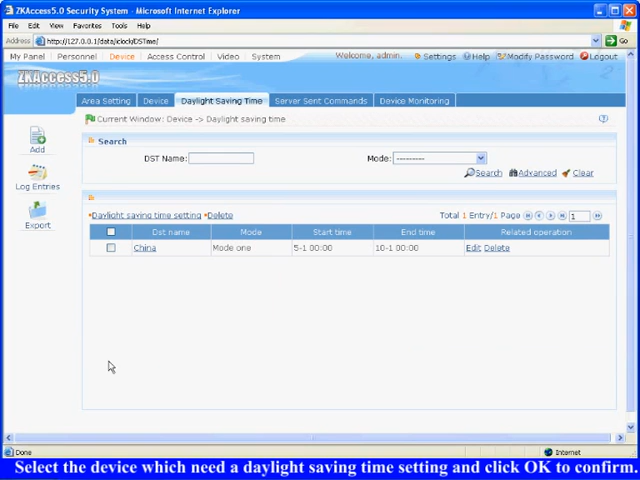 ZKAccess5.0 Security System - Microsoft Internet Explorer
File Edit View Favorites Tools Help
Address http://127.0.0.1/data/iclock/DSTime/ Go
My Panel Personnel Device Access Control Video System Welcome, admin. Settings Help Modify Password Logout
ZKAccess5.0
Area Setting Device Daylight Saving Time Server Sent Commands Device Monitoring
Current Window: Device -> Daylight saving time
Add
Log Entries
Export
Search
DST Name: Mode: ---------
Search Advanced Clear
Daylight saving time setting Delete Total 1 Entry/1 Page 1
Dst name Mode Start time End time Related operation
China Mode one 5-1 00:00 10-1 00:00 Edit Delete
Done Internet
Select the device which need a daylight saving time setting and click OK to confirm.